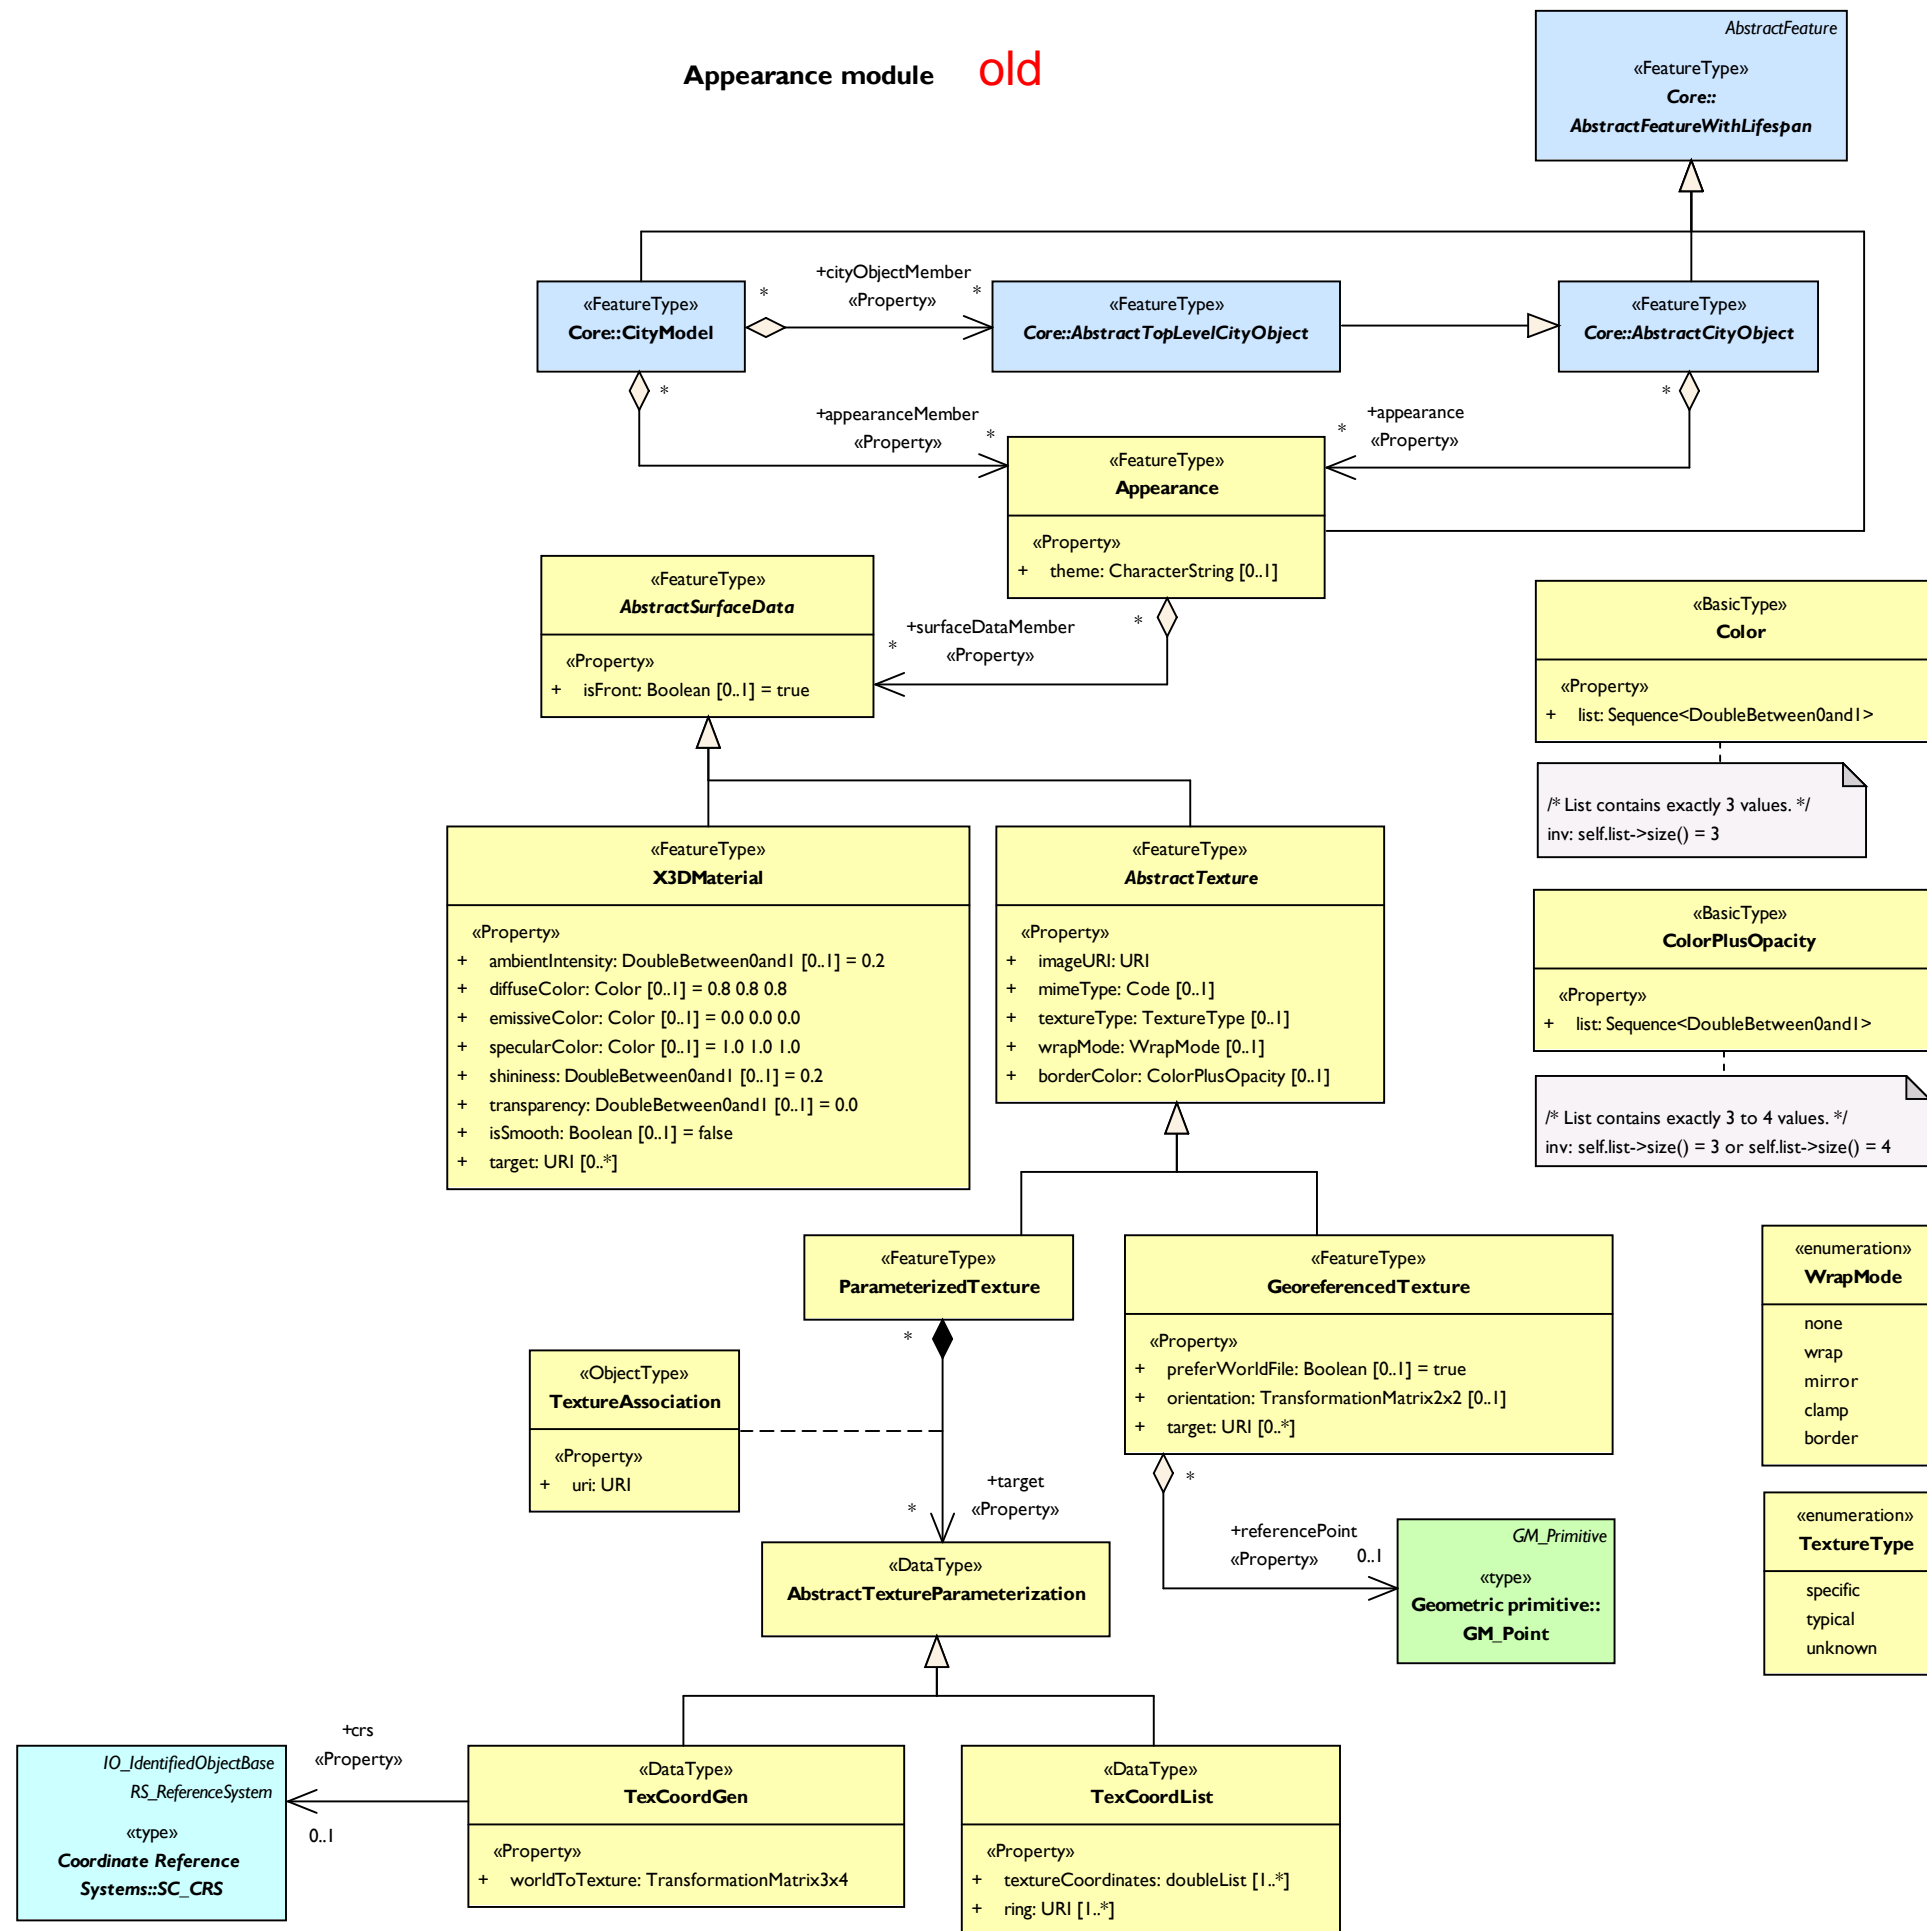 Appearance module old
AbstractFeature
«FeatureType»
Core::
AbstractFeatureWithLifespan
+cityObjectMember
«Property»
*
*
«FeatureType»
Core::CityModel
«FeatureType»
Core::AbstractTopLevelCityObject
«FeatureType»
Core::AbstractCityObject
*
*
+appearanceMember
«Property»
*
+appearance
«Property»
*
«FeatureType»
Appearance
«Property»
+ theme: CharacterString [0..1]
«FeatureType»
AbstractSurfaceData
«Property»
+ isFront: Boolean [0..1] = true
+surfaceDataMember
«Property»
*
*
«BasicType»
Color
«Property»
+ list: Sequence<DoubleBetween0and1>
/* List contains exactly 3 values. */
inv: self.list->size() = 3
«FeatureType»
X3DMaterial
«Property»
+ ambientIntensity: DoubleBetween0and1 [0..1] = 0.2
+ diffuseColor: Color [0..1] = 0.8 0.8 0.8
+ emissiveColor: Color [0..1] = 0.0 0.0 0.0
+ specularColor: Color [0..1] = 1.0 1.0 1.0
+ shininess: DoubleBetween0and1 [0..1] = 0.2
+ transparency: DoubleBetween0and1 [0..1] = 0.0
+ isSmooth: Boolean [0..1] = false
+ target: URI [0..*]
«FeatureType»
AbstractTexture
«Property»
+ imageURI: URI
+ mimeType: Code [0..1]
+ textureType: TextureType [0..1]
+ wrapMode: WrapMode [0..1]
+ borderColor: ColorPlusOpacity [0..1]
«BasicType»
ColorPlusOpacity
«Property»
+ list: Sequence<DoubleBetween0and1>
/* List contains exactly 3 to 4 values. */
inv: self.list->size() = 3 or self.list->size() = 4
«FeatureType»
ParameterizedTexture
*
«FeatureType»
GeoreferencedTexture
«Property»
+ preferWorldFile: Boolean [0..1] = true
+ orientation: TransformationMatrix2x2 [0..1]
+ target: URI [0..*]
*
«enumeration»
WrapMode
none
wrap
mirror
clamp
border
«ObjectType»
TextureAssociation
«Property»
+ uri: URI
+target
«Property»
*
+referencePoint
«Property»
0..1
GM_Primitive
«type»
Geometric primitive::
GM_Point
«enumeration»
TextureType
specific
typical
unknown
«DataType»
AbstractTextureParameterization
+crs
«Property»
0..1
IO_IdentifiedObjectBase
RS_ReferenceSystem
«type»
Coordinate Reference
Systems::SC_CRS
«DataType»
TexCoordGen
«Property»
+ worldToTexture: TransformationMatrix3x4
«DataType»
TexCoordList
«Property»
+ textureCoordinates: doubleList [1..*]
+ ring: URI [1..*]